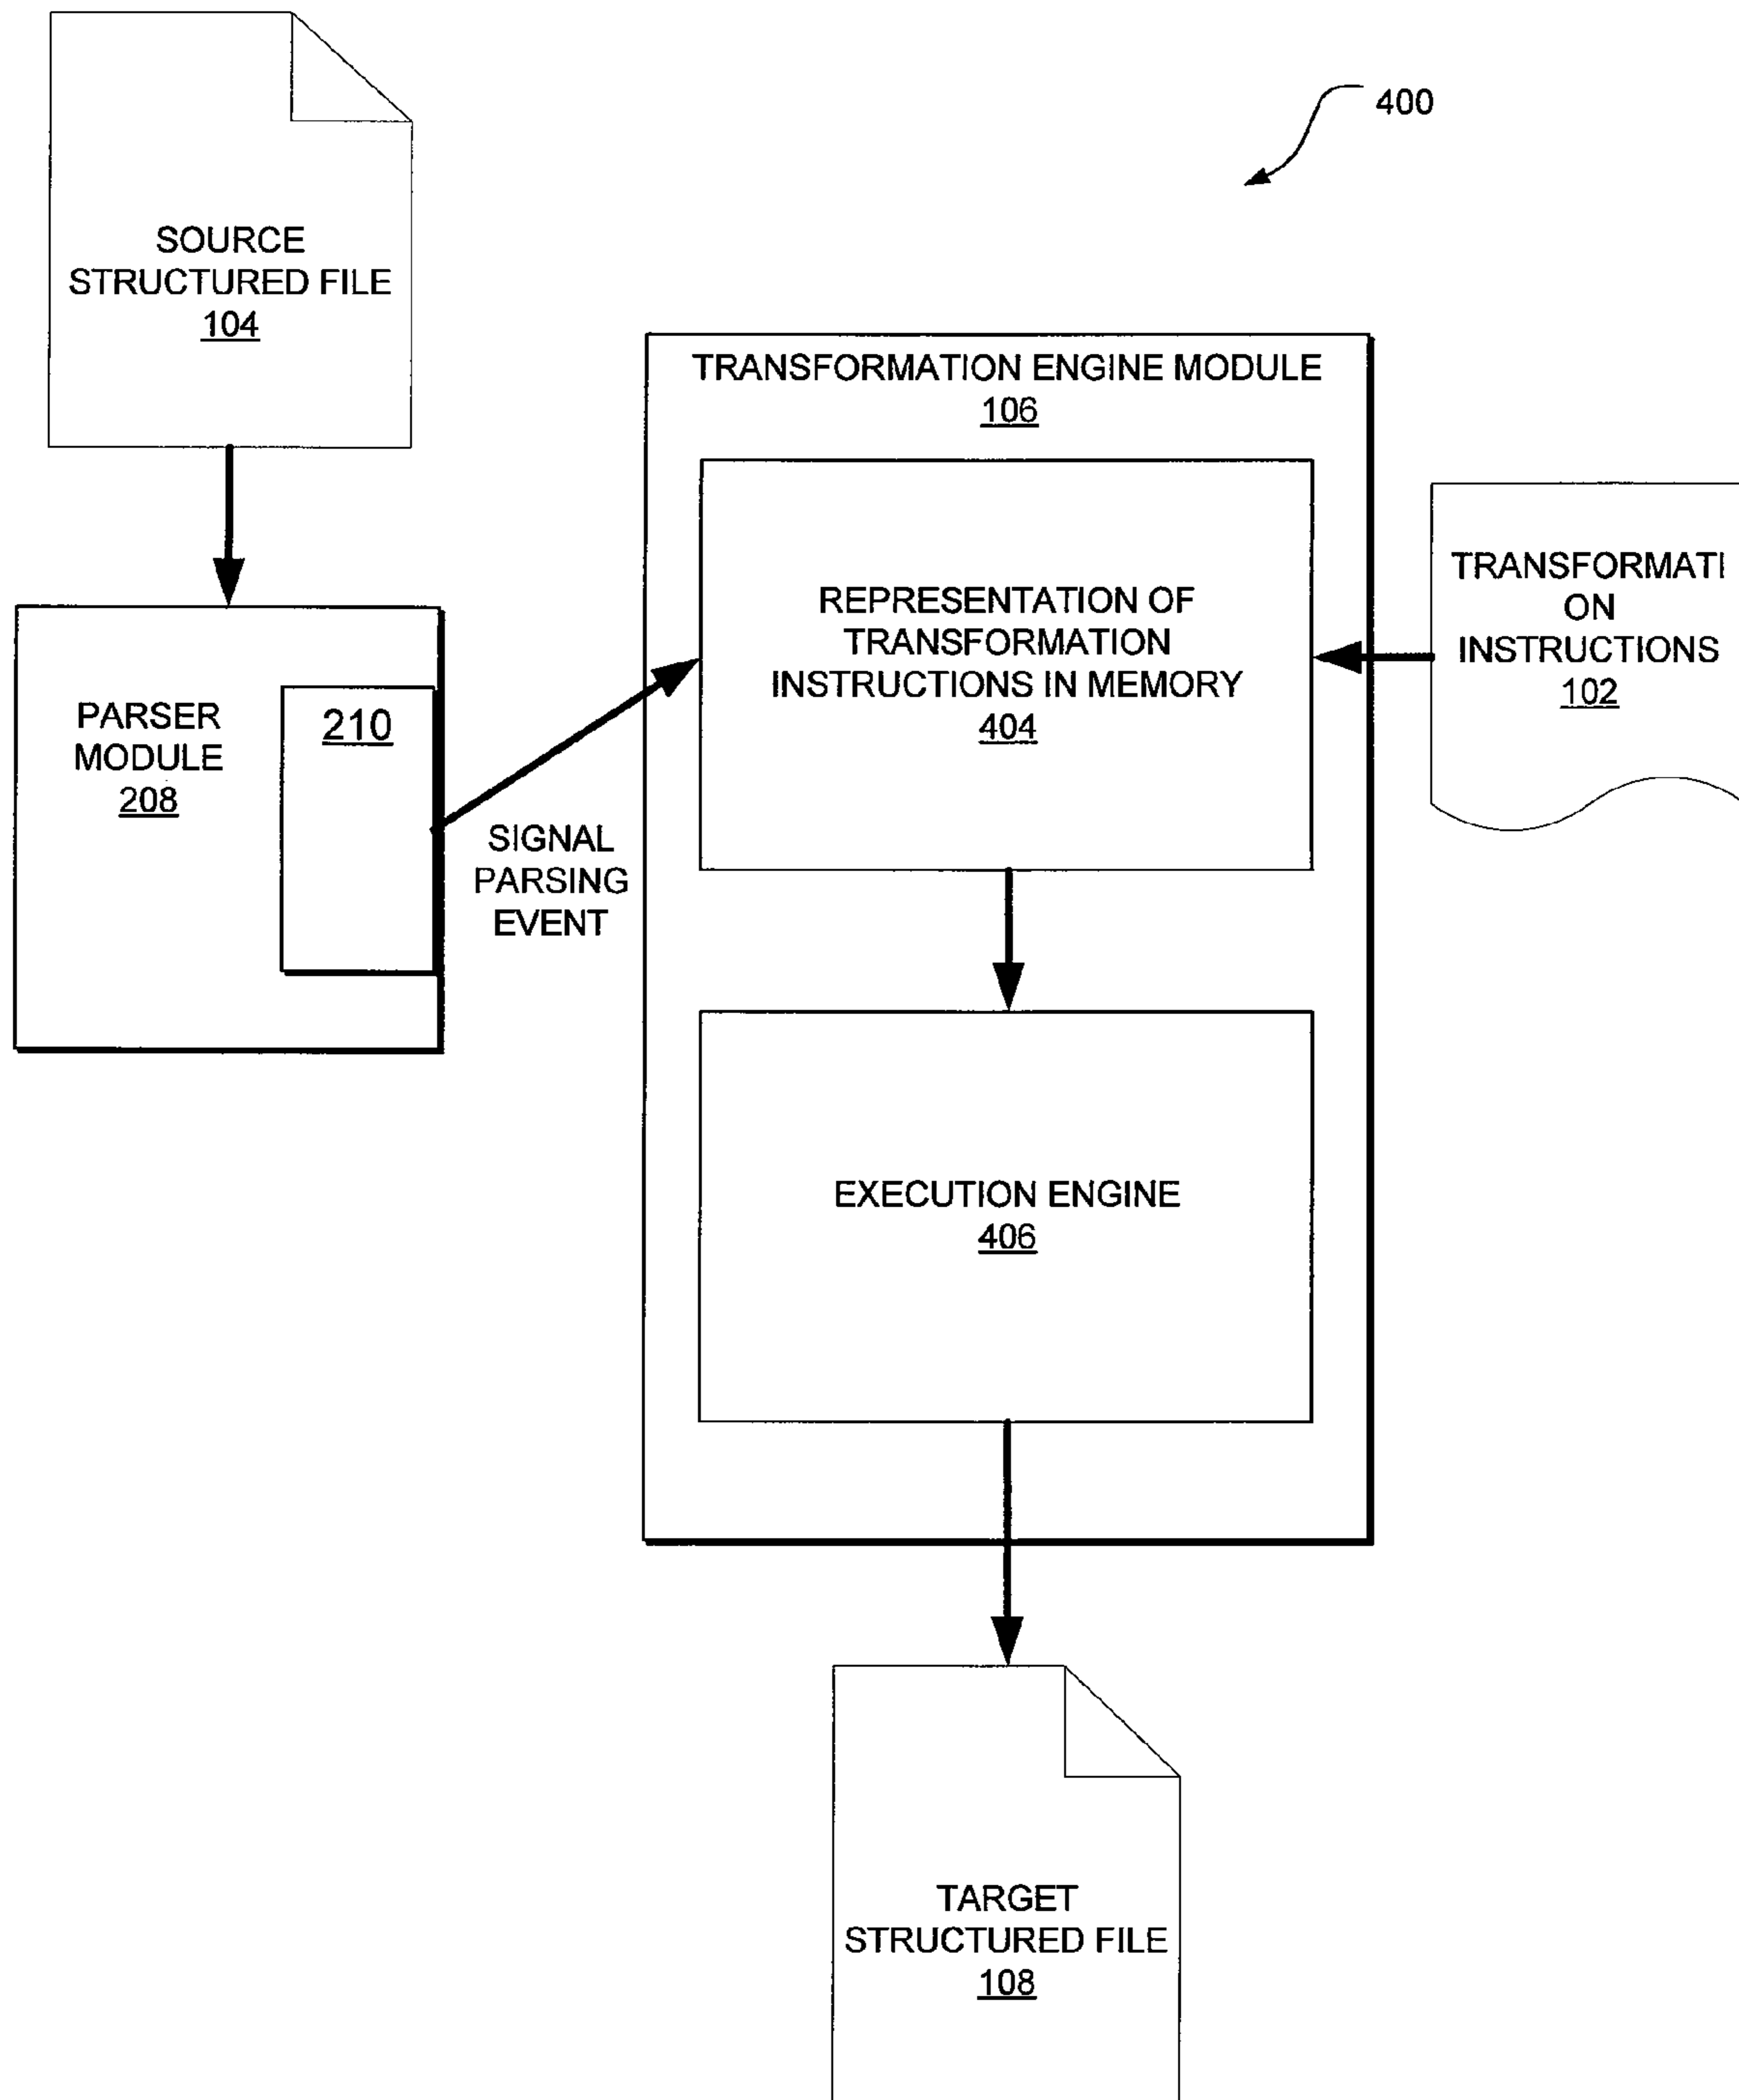 400
SOURCE
STRUCTURED FILE
104
TRANSFORMATION ENGINE MODULE
106
REPRESENTATION OF
TRANSFORMATION
INSTRUCTIONS IN MEMORY
404
TRANSFORMATI
ON
INSTRUCTIONS
102
PARSER
MODULE
208
210
SIGNAL
PARSING
EVENT
EXECUTION ENGINE
406
TARGET
STRUCTURED FILE
108